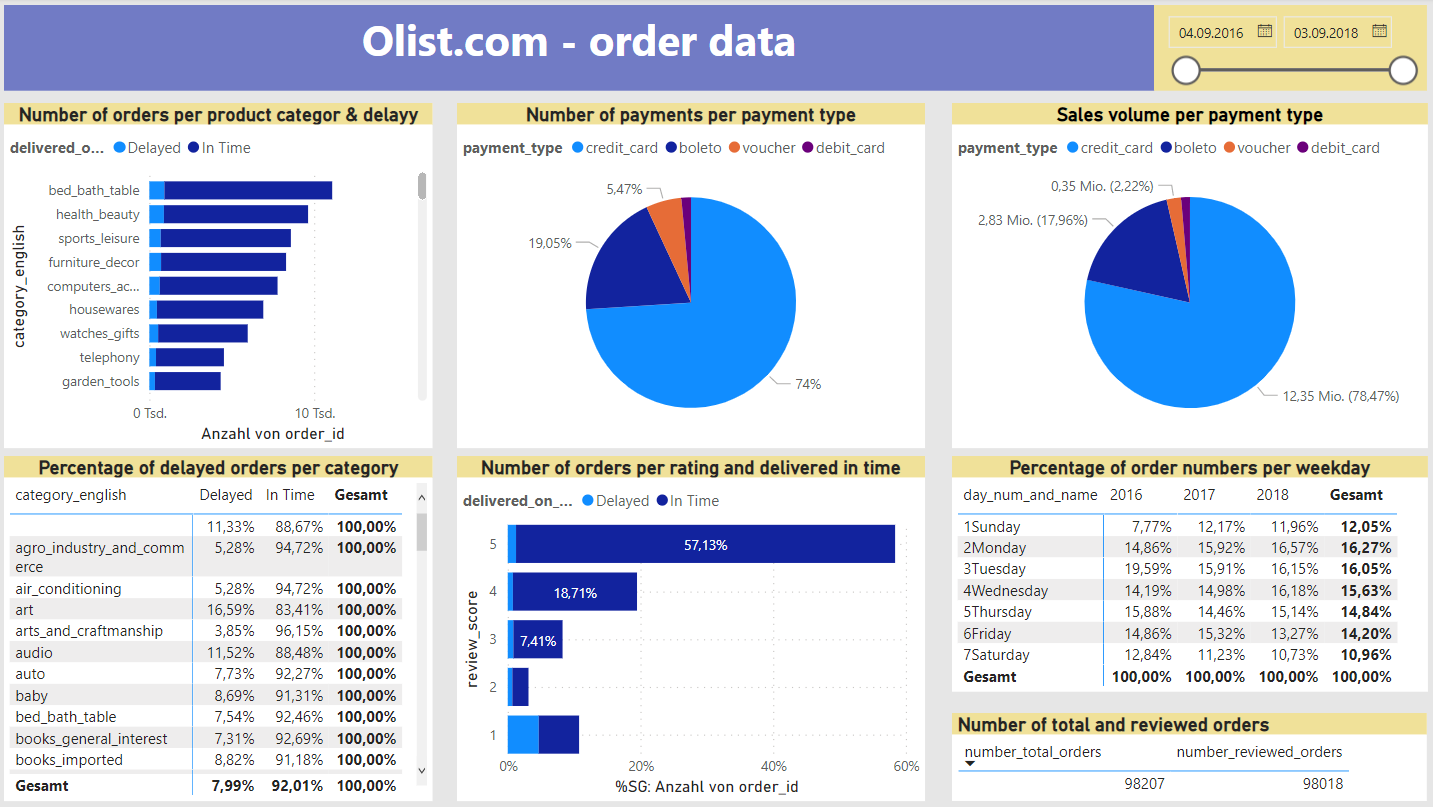 Olist.com - order data
04.09.2016 03.09.2018
Number of orders per product categor & delayy
delivered_o... Delayed In Time
category_english
bed_bath_table
health_beauty
sports_leisure
furniture_decor
computers_ac...
housewares
watches_gifts
telephony
garden_tools
0 Tsd. 10 Tsd.
Anzahl von order_id
Number of payments per payment type
payment_type credit_card boleto voucher debit_card
5,47%
19,05%
74%
Sales volume per payment type
payment_type credit_card boleto voucher debit_card
0,35 Mio. (2,22%)
2,83 Mio. (17,96%)
12,35 Mio. (78,47%)
Percentage of delayed orders per category
category_english Delayed In Time Gesamt
11,33% 88,67% 100,00%
agro_industry_and_comm 5,28% 94,72% 100,00%
erce
air_conditioning 5,28% 94,72% 100,00%
art 16,59% 83,41% 100,00%
arts_and_craftmanship 3,85% 96,15% 100,00%
audio 11,52% 88,48% 100,00%
auto 7,73% 92,27% 100,00%
baby 8,69% 91,31% 100,00%
bed_bath_table 7,54% 92,46% 100,00%
books_general_interest 7,31% 92,69% 100,00%
books_imported 8,82% 91,18% 100,00%
Gesamt 7,99% 92,01% 100,00%
Number of orders per rating and delivered in time
delivered_on_... Delayed In Time
review_score
5 57,13%
4 18,71%
3 7,41%
2
1
0% 20% 40% 60%
%SG: Anzahl von order_id
Percentage of order numbers per weekday
day_num_and_name 2016 2017 2018 Gesamt
1Sunday 7,77% 12,17% 11,96% 12,05%
2Monday 14,86% 15,92% 16,57% 16,27%
3Tuesday 19,59% 15,91% 16,15% 16,05%
4Wednesday 14,19% 14,98% 16,18% 15,63%
5Thursday 15,88% 14,46% 15,14% 14,84%
6Friday 14,86% 15,32% 13,27% 14,20%
7Saturday 12,84% 11,23% 10,73% 10,96%
Gesamt 100,00% 100,00% 100,00% 100,00%
Number of total and reviewed orders
number_total_orders number_reviewed_orders
98207 98018